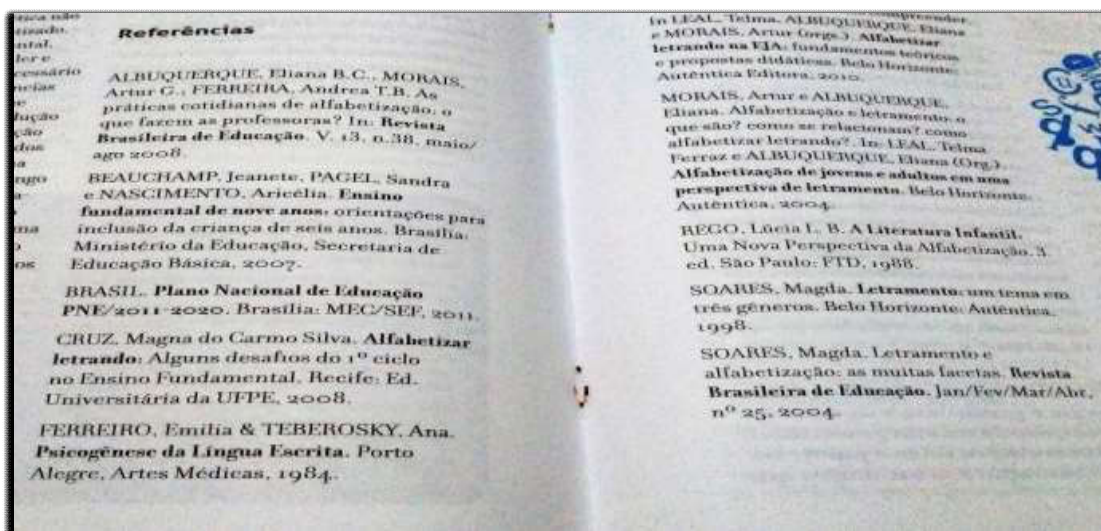 tizado.
ental.
ler e
cessário
ncias
dução
ção
dos
a
ngo
Referências
ALBUQUERQUE, Eliana B.C., MORAIS,
Artur G., FERREIRA, Andrea T.B. As
práticas cotidianas de alfabetização: o
que fazem as professoras? In: Revista
Brasileira de Educação. V. 13, n.38, maio/
ago 2008.
BEAUCHAMP, Jeanete, PAGEL, Sandra
e NASCIMENTO, Aricélia. Ensino
fundamental de nove anos: orientações para
inclusão da criança de seis anos. Brasília:
Ministério da Educação, Secretaria de
Educação Básica, 2007.
BRASIL. Plano Nacional de Educação
PNE/2011-2020. Brasília: MEC/SEF, 2011.
CRUZ, Magna do Carmo Silva. Alfabetizar
letrando: Alguns desafios do 1º ciclo
no Ensino Fundamental. Recife: Ed.
Universitária da UFPE, 2008.
FERREIRO, Emilia & TEBEROSKY, Ana.
Psicogênese da Língua Escrita. Porto
Alegre, Artes Médicas, 1984.
compreender.
In LEAL, Telma, ALBUQUERQUE, Eliana
e MORAIS, Artur (orgs.). Alfabetizar
letrando na EJA: fundamentos teóricos
e propostas didáticas. Belo Horizonte:
Autêntica Editora, 2010.
MORAIS, Artur e ALBUQUERQUE,
Eliana. Alfabetização e letramento: o
que são? como se relacionam? como
alfabetizar letrando?. In: LEAL, Telma
Ferraz e ALBUQUERQUE, Eliana (Org.).
Alfabetização de jovens e adultos em uma
perspectiva de letramento. Belo Horizonte:
Autêntica, 2004.
REGO, Lúcia L. B. A Literatura Infantil.
Uma Nova Perspectiva da Alfabetização. 3.
ed. São Paulo: FTD, 1988.
SOARES, Magda. Letramento: um tema em
três gêneros. Belo Horizonte: Autêntica,
1998.
SOARES, Magda. Letramento e
alfabetização: as muitas facetas. Revista
Brasileira de Educação. Jan/Fev/Mar/Abr,
nº 25, 2004.